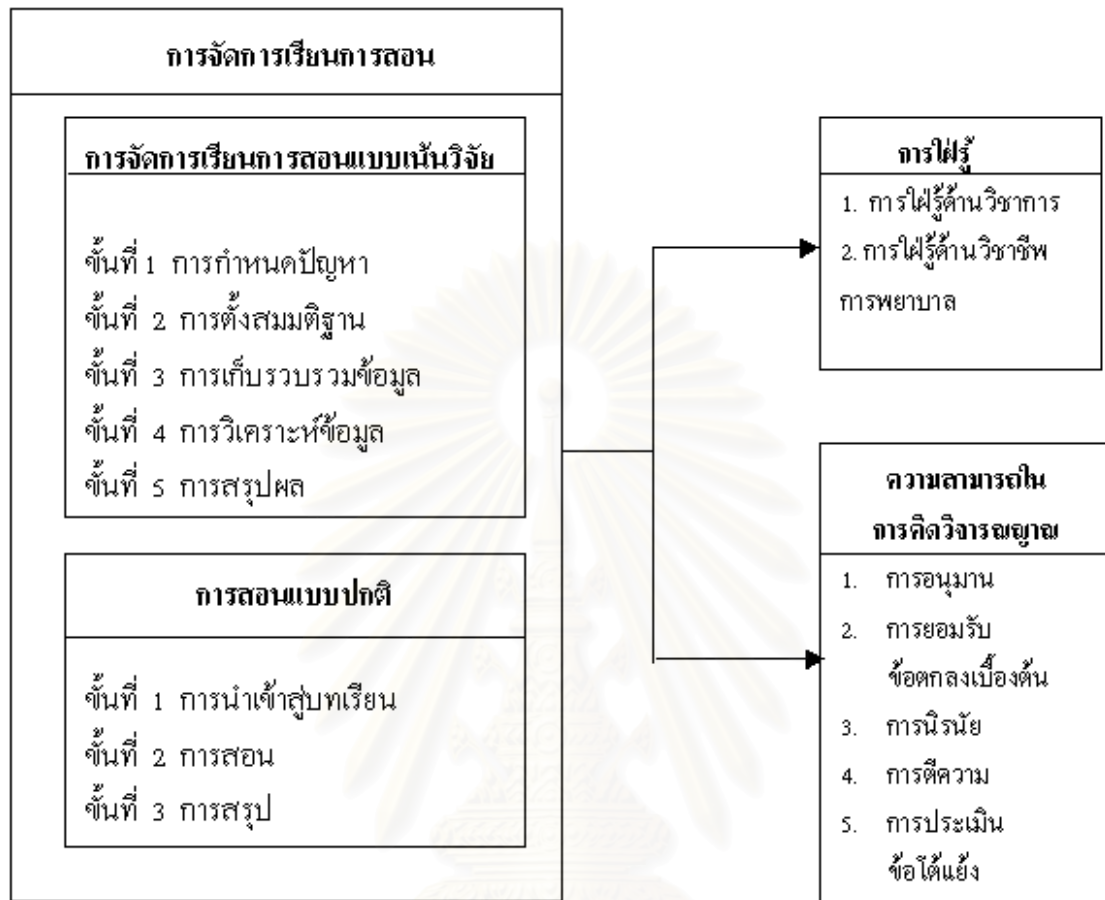 การจัดการเรียนการสอน
การจัดการเรียนการสอนแบบเน้นวิจัย
ขั้นที่ 1 การกำหนดปัญหา
ขั้นที่ 2 การตั้งสมมติฐาน
ขั้นที่ 3 การเก็บรวบรวมข้อมูล
ขั้นที่ 4 การวิเคราะห์ข้อมูล
ขั้นที่ 5 การสรุปผล
การสอนแบบปกติ
ขั้นที่ 1 การนำเข้าสู่บทเรียน
ขั้นที่ 2 การสอน
ขั้นที่ 3 การสรุป
การใฝ่รู้
1. การใฝ่รู้ด้านวิชาการ
2. การใฝ่รู้ด้านวิชาชีพ
การพยาบาล
ความสามารถใน
การคิดวิจารณญาณ
1. การอนุมาน
2. การยอมรับ
ข้อตกลงเบื้องต้น
3. การนิรนัย
4. การตีความ
5. การประเมิน
ข้อโต้แย้ง